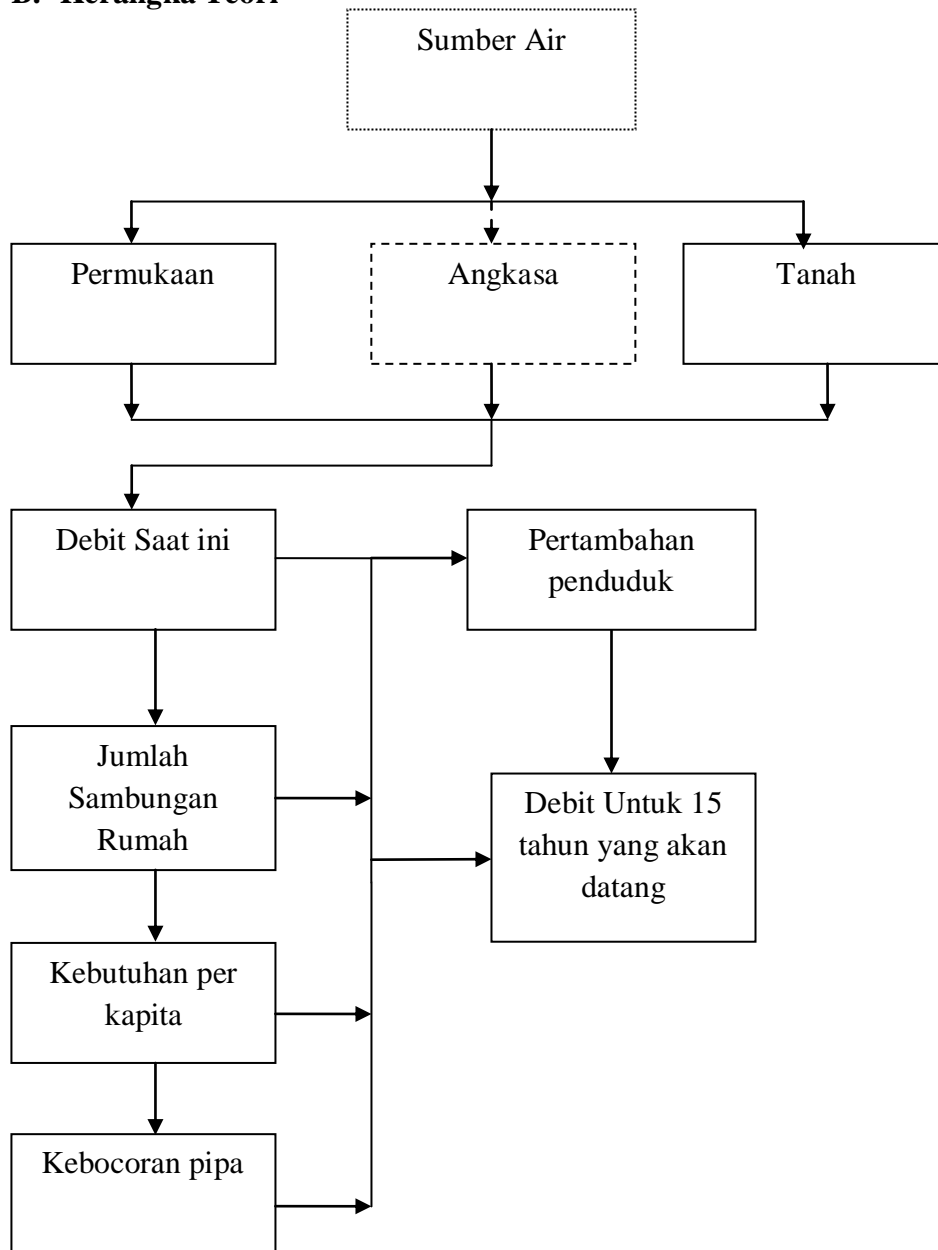 B. Kerangka Teori
Sumber Air
Permukaan
Angkasa
Tanah
Debit Saat ini
Pertambahan
penduduk
Jumlah
Sambungan
Rumah
Debit Untuk 15
tahun yang akan
datang
Kebutuhan per
kapita
Kebocoran pipa